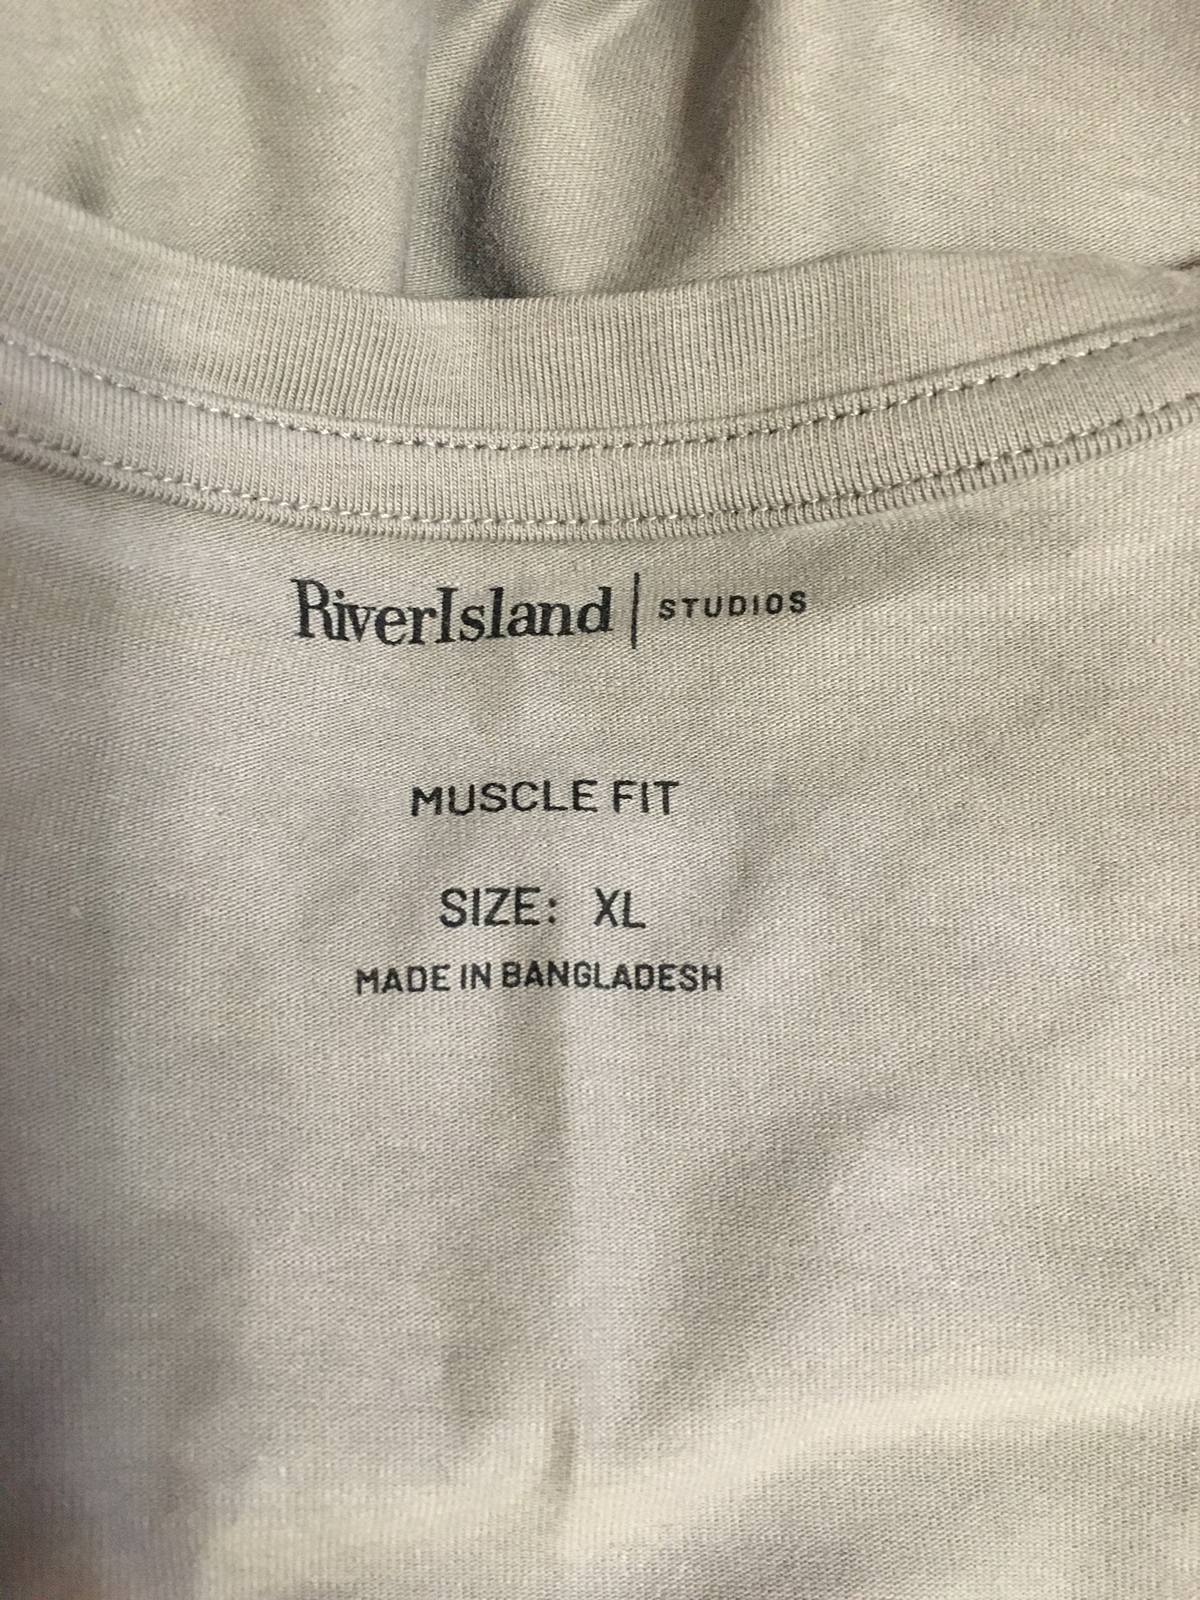 RiverIsland | STUDIOS
MUSCLE FIT
SIZE: XL
MADE IN BANGLADESH